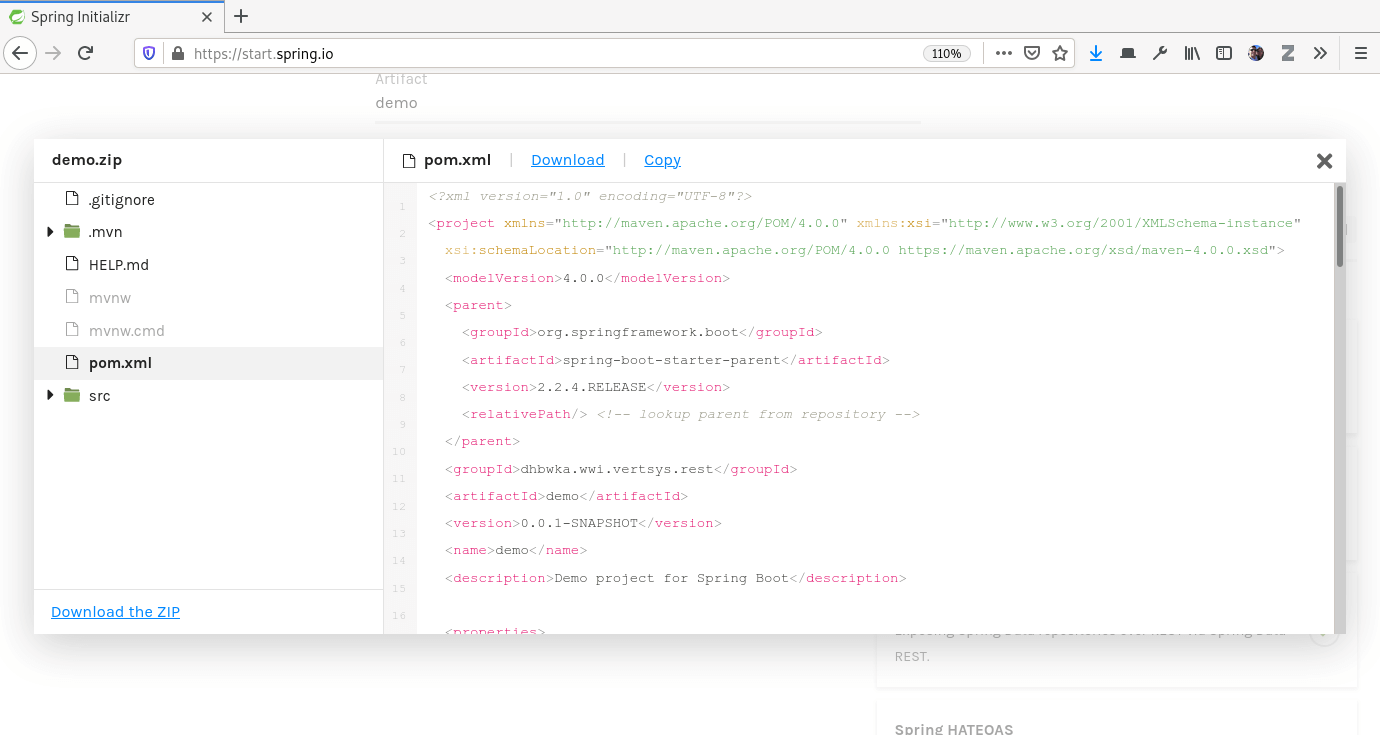 Spring Initializr
https://start.spring.io
110%
Artifact
demo
demo.zip
pom.xml | Download | Copy
.gitignore
.mvn
HELP.md
mvnw
mvnw.cmd
pom.xml
src
Download the ZIP
1 <?xml version="1.0" encoding="UTF-8"?>
2 <project xmlns="http://maven.apache.org/POM/4.0.0" xmlns:xsi="http://www.w3.org/2001/XMLSchema-instance"
3 xsi:schemaLocation="http://maven.apache.org/POM/4.0.0 https://maven.apache.org/xsd/maven-4.0.0.xsd">
4 <modelVersion>4.0.0</modelVersion>
5 <parent>
6 <groupId>org.springframework.boot</groupId>
7 <artifactId>spring-boot-starter-parent</artifactId>
8 <version>2.2.4.RELEASE</version>
9 <relativePath/> <!-- lookup parent from repository -->
10 </parent>
11 <groupId>dhbwka.wwi.vertsys.rest</groupId>
12 <artifactId>demo</artifactId>
13 <version>0.0.1-SNAPSHOT</version>
14 <name>demo</name>
15 <description>Demo project for Spring Boot</description>
16
<properties>
REST.
Spring HATEOAS